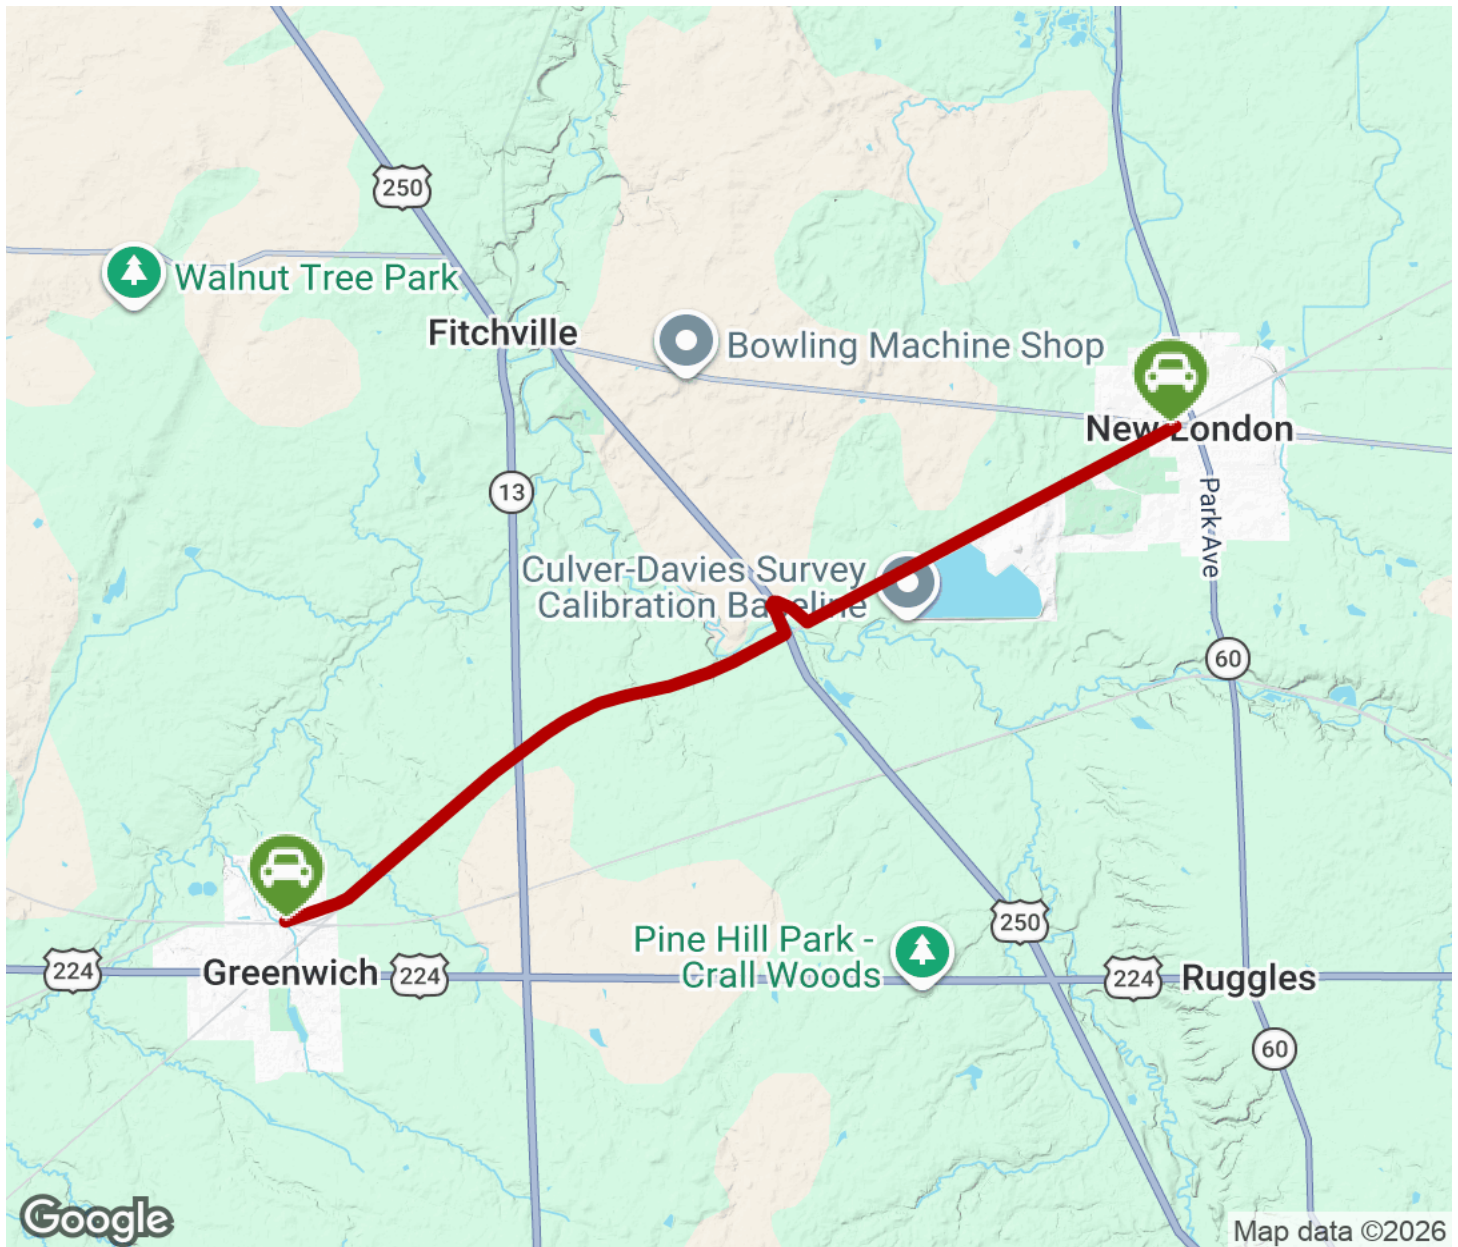 250
Walnut Tree Park
Fitchville
Bowling Machine Shop
New London
13
Park Ave
Culver-Davies Survey
Calibration Baseline
60
250
Pine Hill Park -
Crall Woods
224
Greenwich
224
224
Ruggles
60
Google
Map data ©2026